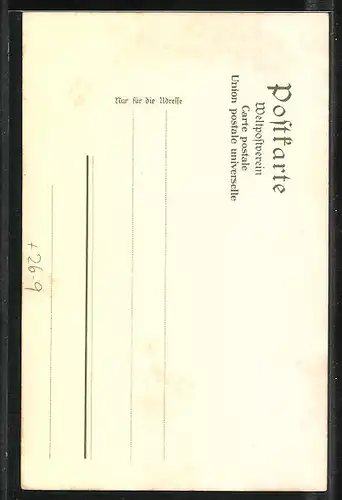 Postkarte
Weltpostverein
Carte postale
Union postale universelle
Nur für die Adresse
+ 26-9